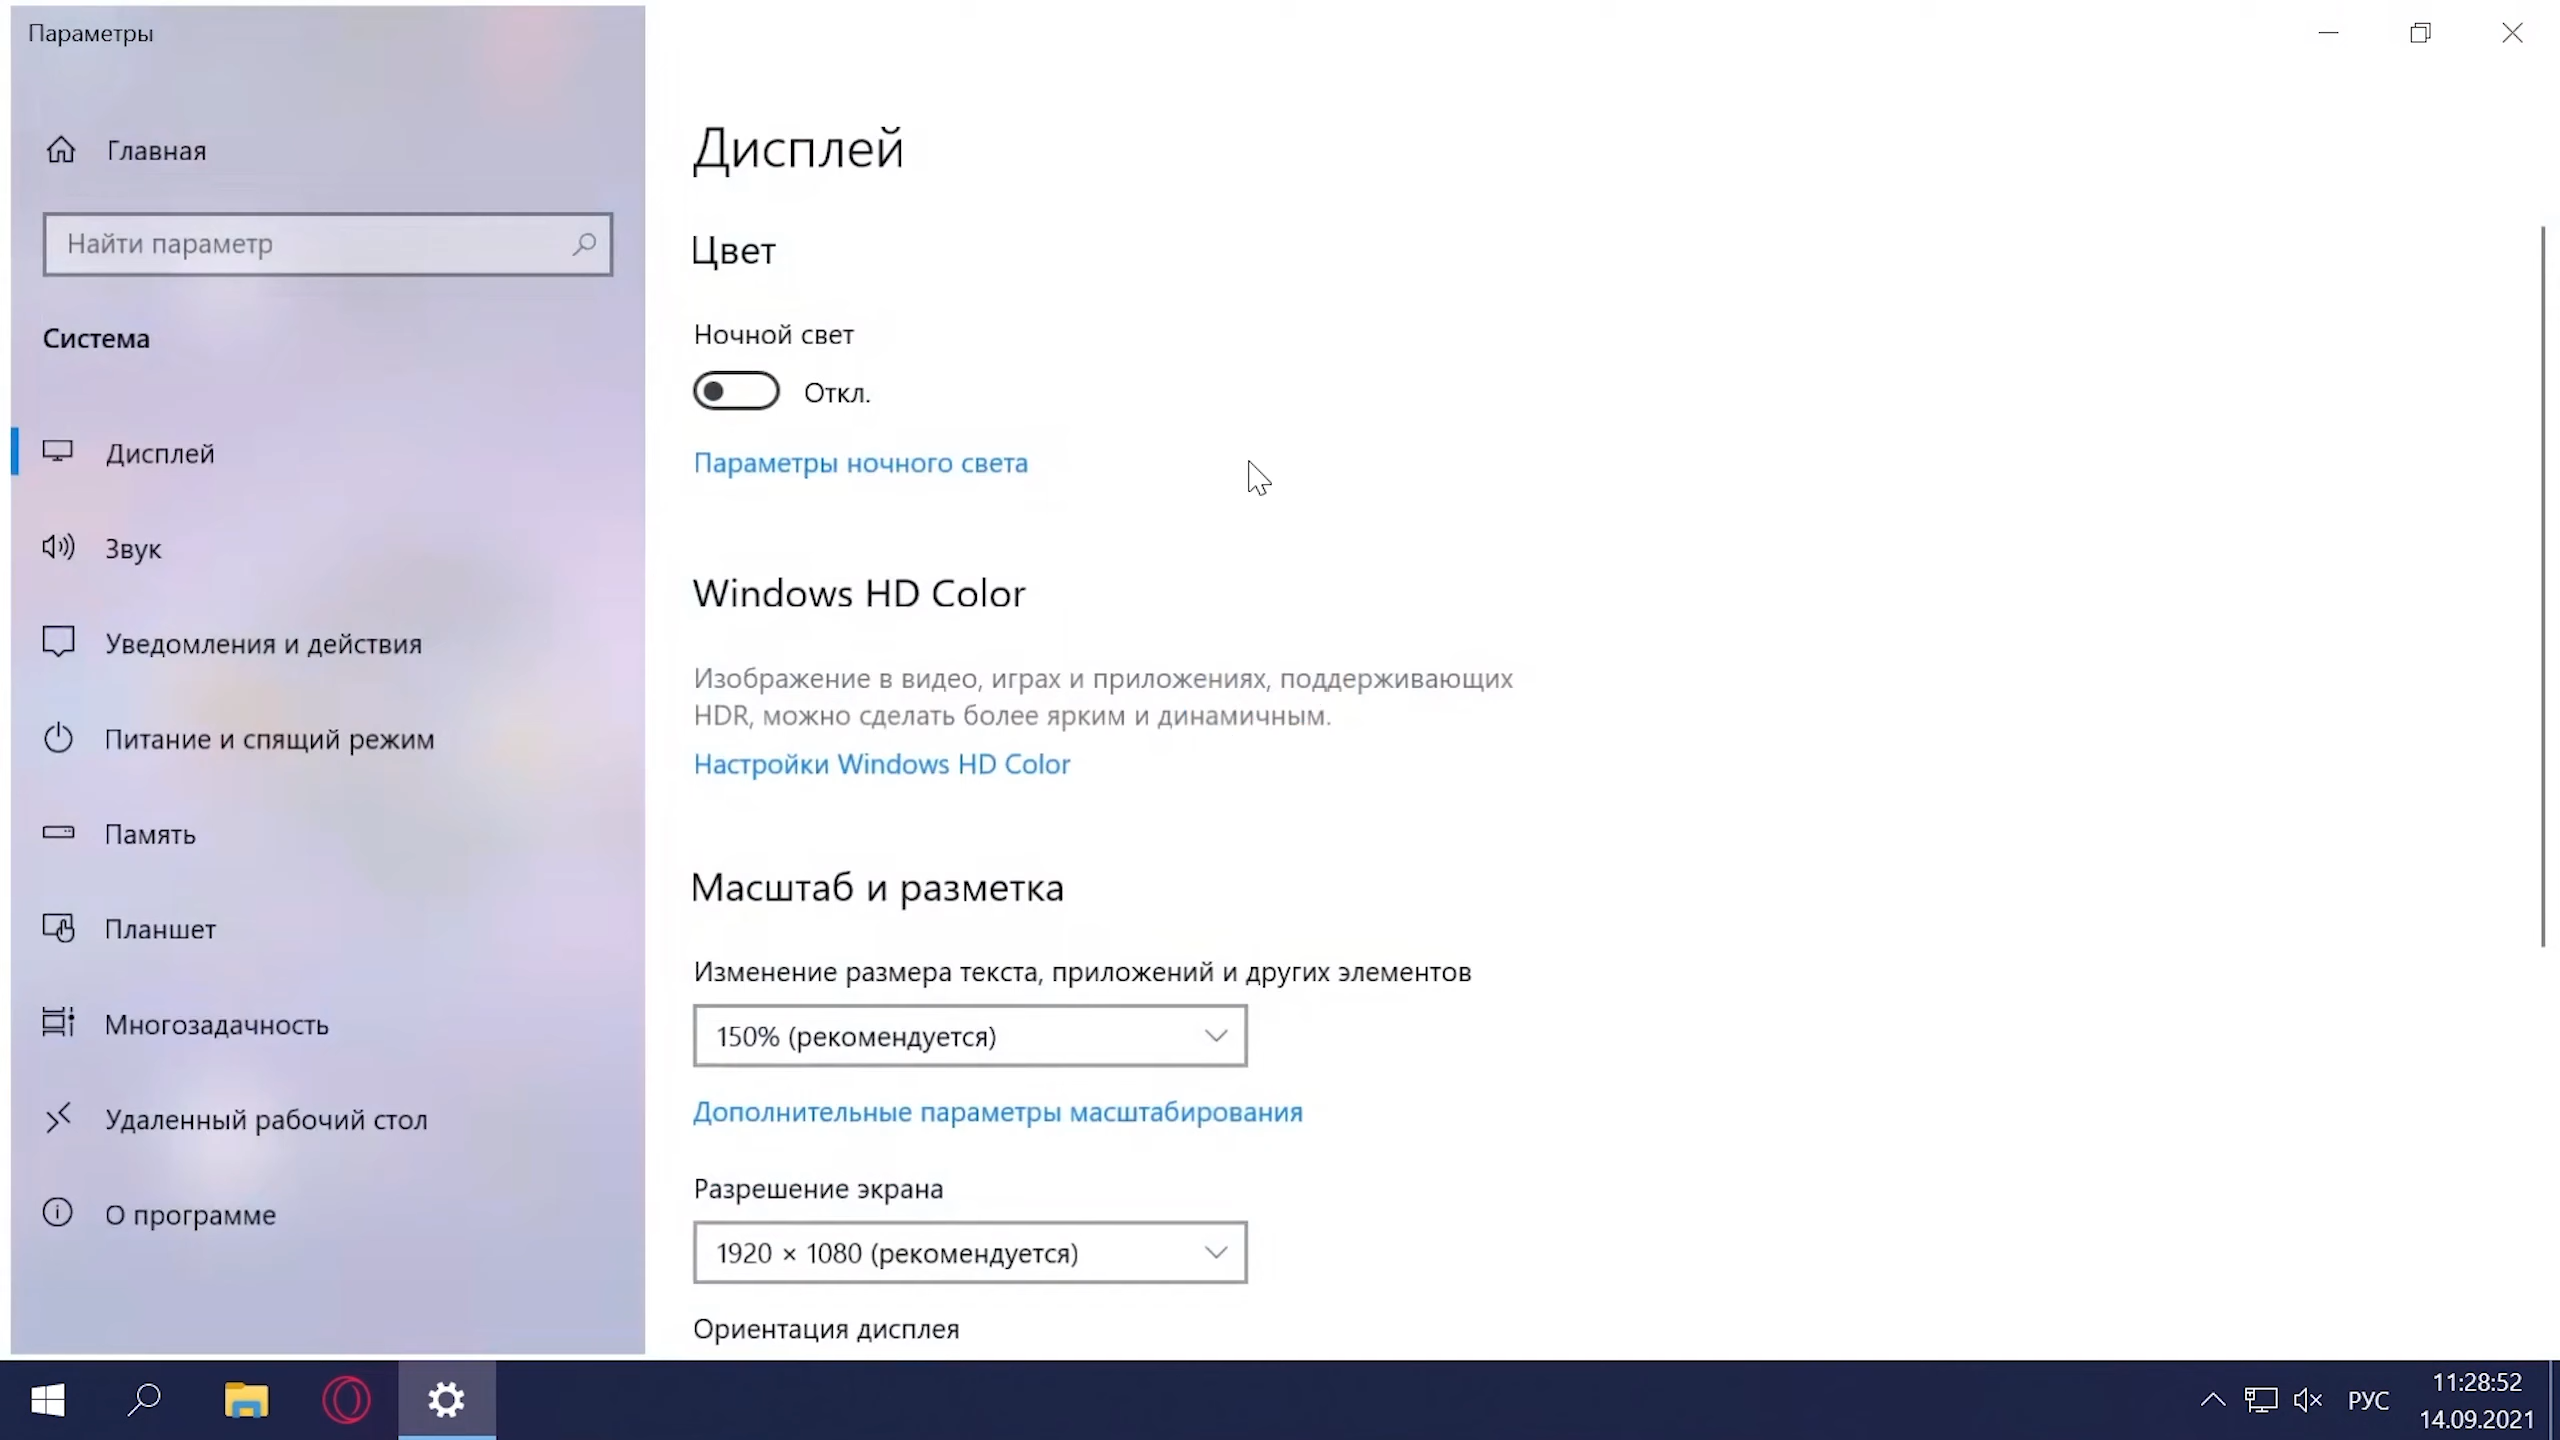 Параметры
Главная
Найти параметр
Система
Дисплей
Звук
Уведомления и действия
Питание и спящий режим
Память
Планшет
Многозадачность
Удаленный рабочий стол
О программе
Дисплей
Цвет
Ночной свет
Откл.
Параметры ночного света
Windows HD Color
Изображение в видео, играх и приложениях, поддерживающих
HDR, можно сделать более ярким и динамичным.
Настройки Windows HD Color
Масштаб и разметка
Изменение размера текста, приложений и других элементов
150% (рекомендуется)
Дополнительные параметры масштабирования
Разрешение экрана
1920 × 1080 (рекомендуется)
Ориентация дисплея
РУС
11:28:52
14.09.2021